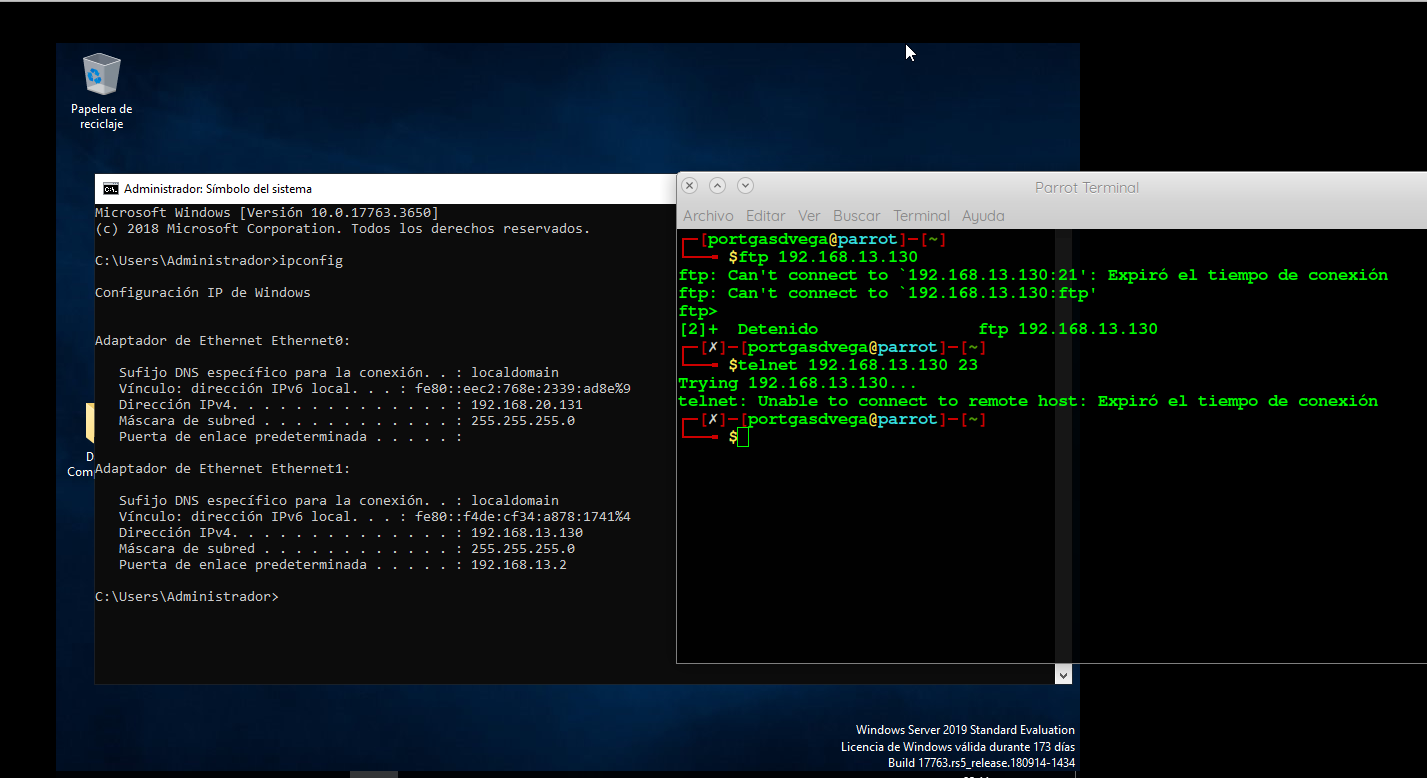 Papelera de
reciclaje
Administrador: Símbolo del sistema
Microsoft Windows [Versión 10.0.17763.3650]
(c) 2018 Microsoft Corporation. Todos los derechos reservados.
C:\Users\Administrador>ipconfig
Configuración IP de Windows
Adaptador de Ethernet Ethernet0:
Sufijo DNS específico para la conexión. . : localdomain
Vínculo: dirección IPv6 local. . . : fe80::eec2:768e:2339:ad8e%9
Dirección IPv4. . . . . . . . . . . . . . : 192.168.20.131
Máscara de subred . . . . . . . . . . . . : 255.255.255.0
Puerta de enlace predeterminada . . . . . :
Adaptador de Ethernet Ethernet1:
Sufijo DNS específico para la conexión. . : localdomain
Vínculo: dirección IPv6 local. . . : fe80::f4de:cf34:a878:1741%4
Dirección IPv4. . . . . . . . . . . . . . : 192.168.13.130
Máscara de subred . . . . . . . . . . . . : 255.255.255.0
Puerta de enlace predeterminada . . . . . : 192.168.13.2
C:\Users\Administrador>
D
Com
Parrot Terminal
Archivo Editar Ver Buscar Terminal Ayuda
┌─[portgasdvega@parrot]─[~]
└──╼ $ftp 192.168.13.130
ftp: Can't connect to `192.168.13.130:21': Expiró el tiempo de conexión
ftp: Can't connect to `192.168.13.130:ftp'
ftp>
[2]+  Detenido                ftp 192.168.13.130
┌─[✗]─[portgasdvega@parrot]─[~]
└──╼ $telnet 192.168.13.130 23
Trying 192.168.13.130...
telnet: Unable to connect to remote host: Expiró el tiempo de conexión
┌─[✗]─[portgasdvega@parrot]─[~]
└──╼ $
Windows Server 2019 Standard Evaluation
Licencia de Windows válida durante 173 días
Build 17763.rs5_release.180914-1434